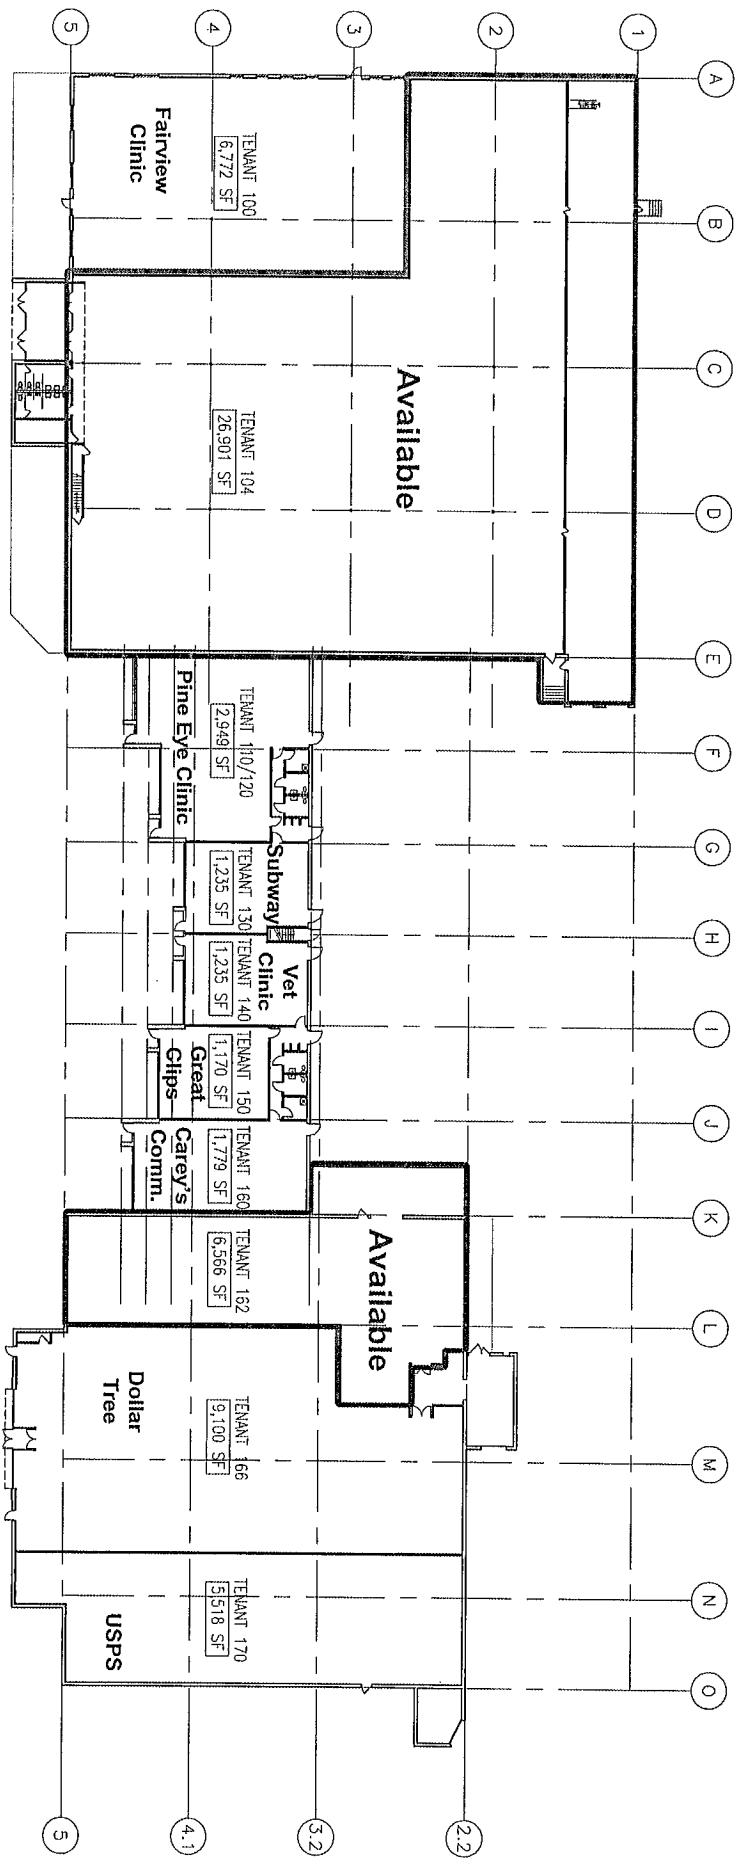 5
4
3
2
1
A
B
C
D
E
F
G
H
I
J
K
L
M
N
O
Fairview
Clinic
TENANT 100
6,772 SF
Available
TENANT 104
26,901 SF
Pine Eye Clinic
TENANT 110/120
2,949 SF
Subway
TENANT 130
1,235 SF
Vet
Clinic
TENANT 140
1,235 SF
Great
Clips
TENANT 150
1,170 SF
Carey's
Comm.
TENANT 160
1,779 SF
Available
TENANT 162
6,566 SF
Dollar
Tree
TENANT 166
9,100 SF
USPS
TENANT 170
5,518 SF
5
4.1
3.2
2.2